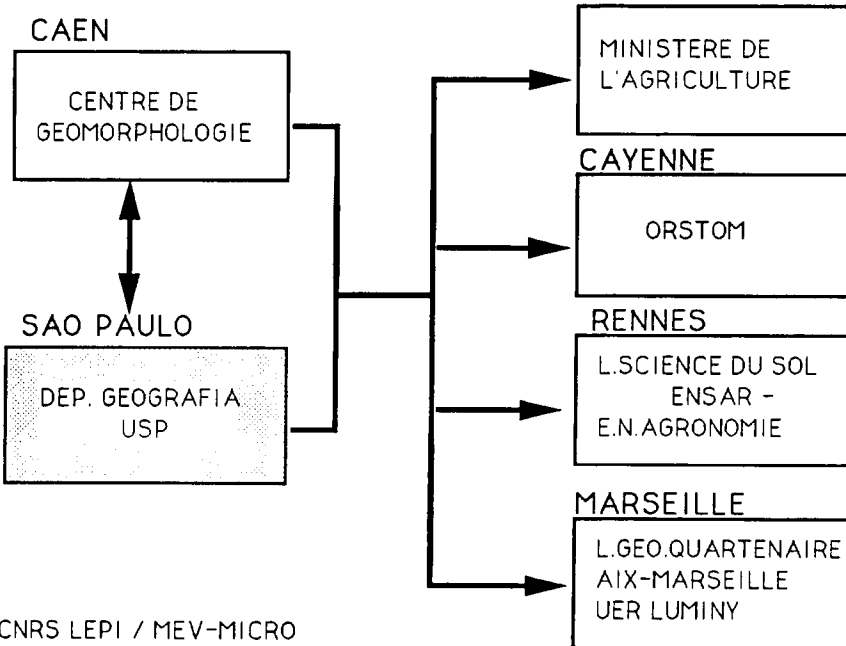 CAEN
CENTRE DE
GEOMORPHOLOGIE
SAO PAULO
DEP. GEOGRAFIA
USP
MINISTERE DE
L'AGRICULTURE
CAYENNE
ORSTOM
RENNES
L.SCIENCE DU SOL
ENSAR -
E.N.AGRONOMIE
MARSEILLE
L.GEO.QUARTENAIRE
AIX-MARSEILLE
UER LUMINY
CNRS LEPI / MEV-MICRO